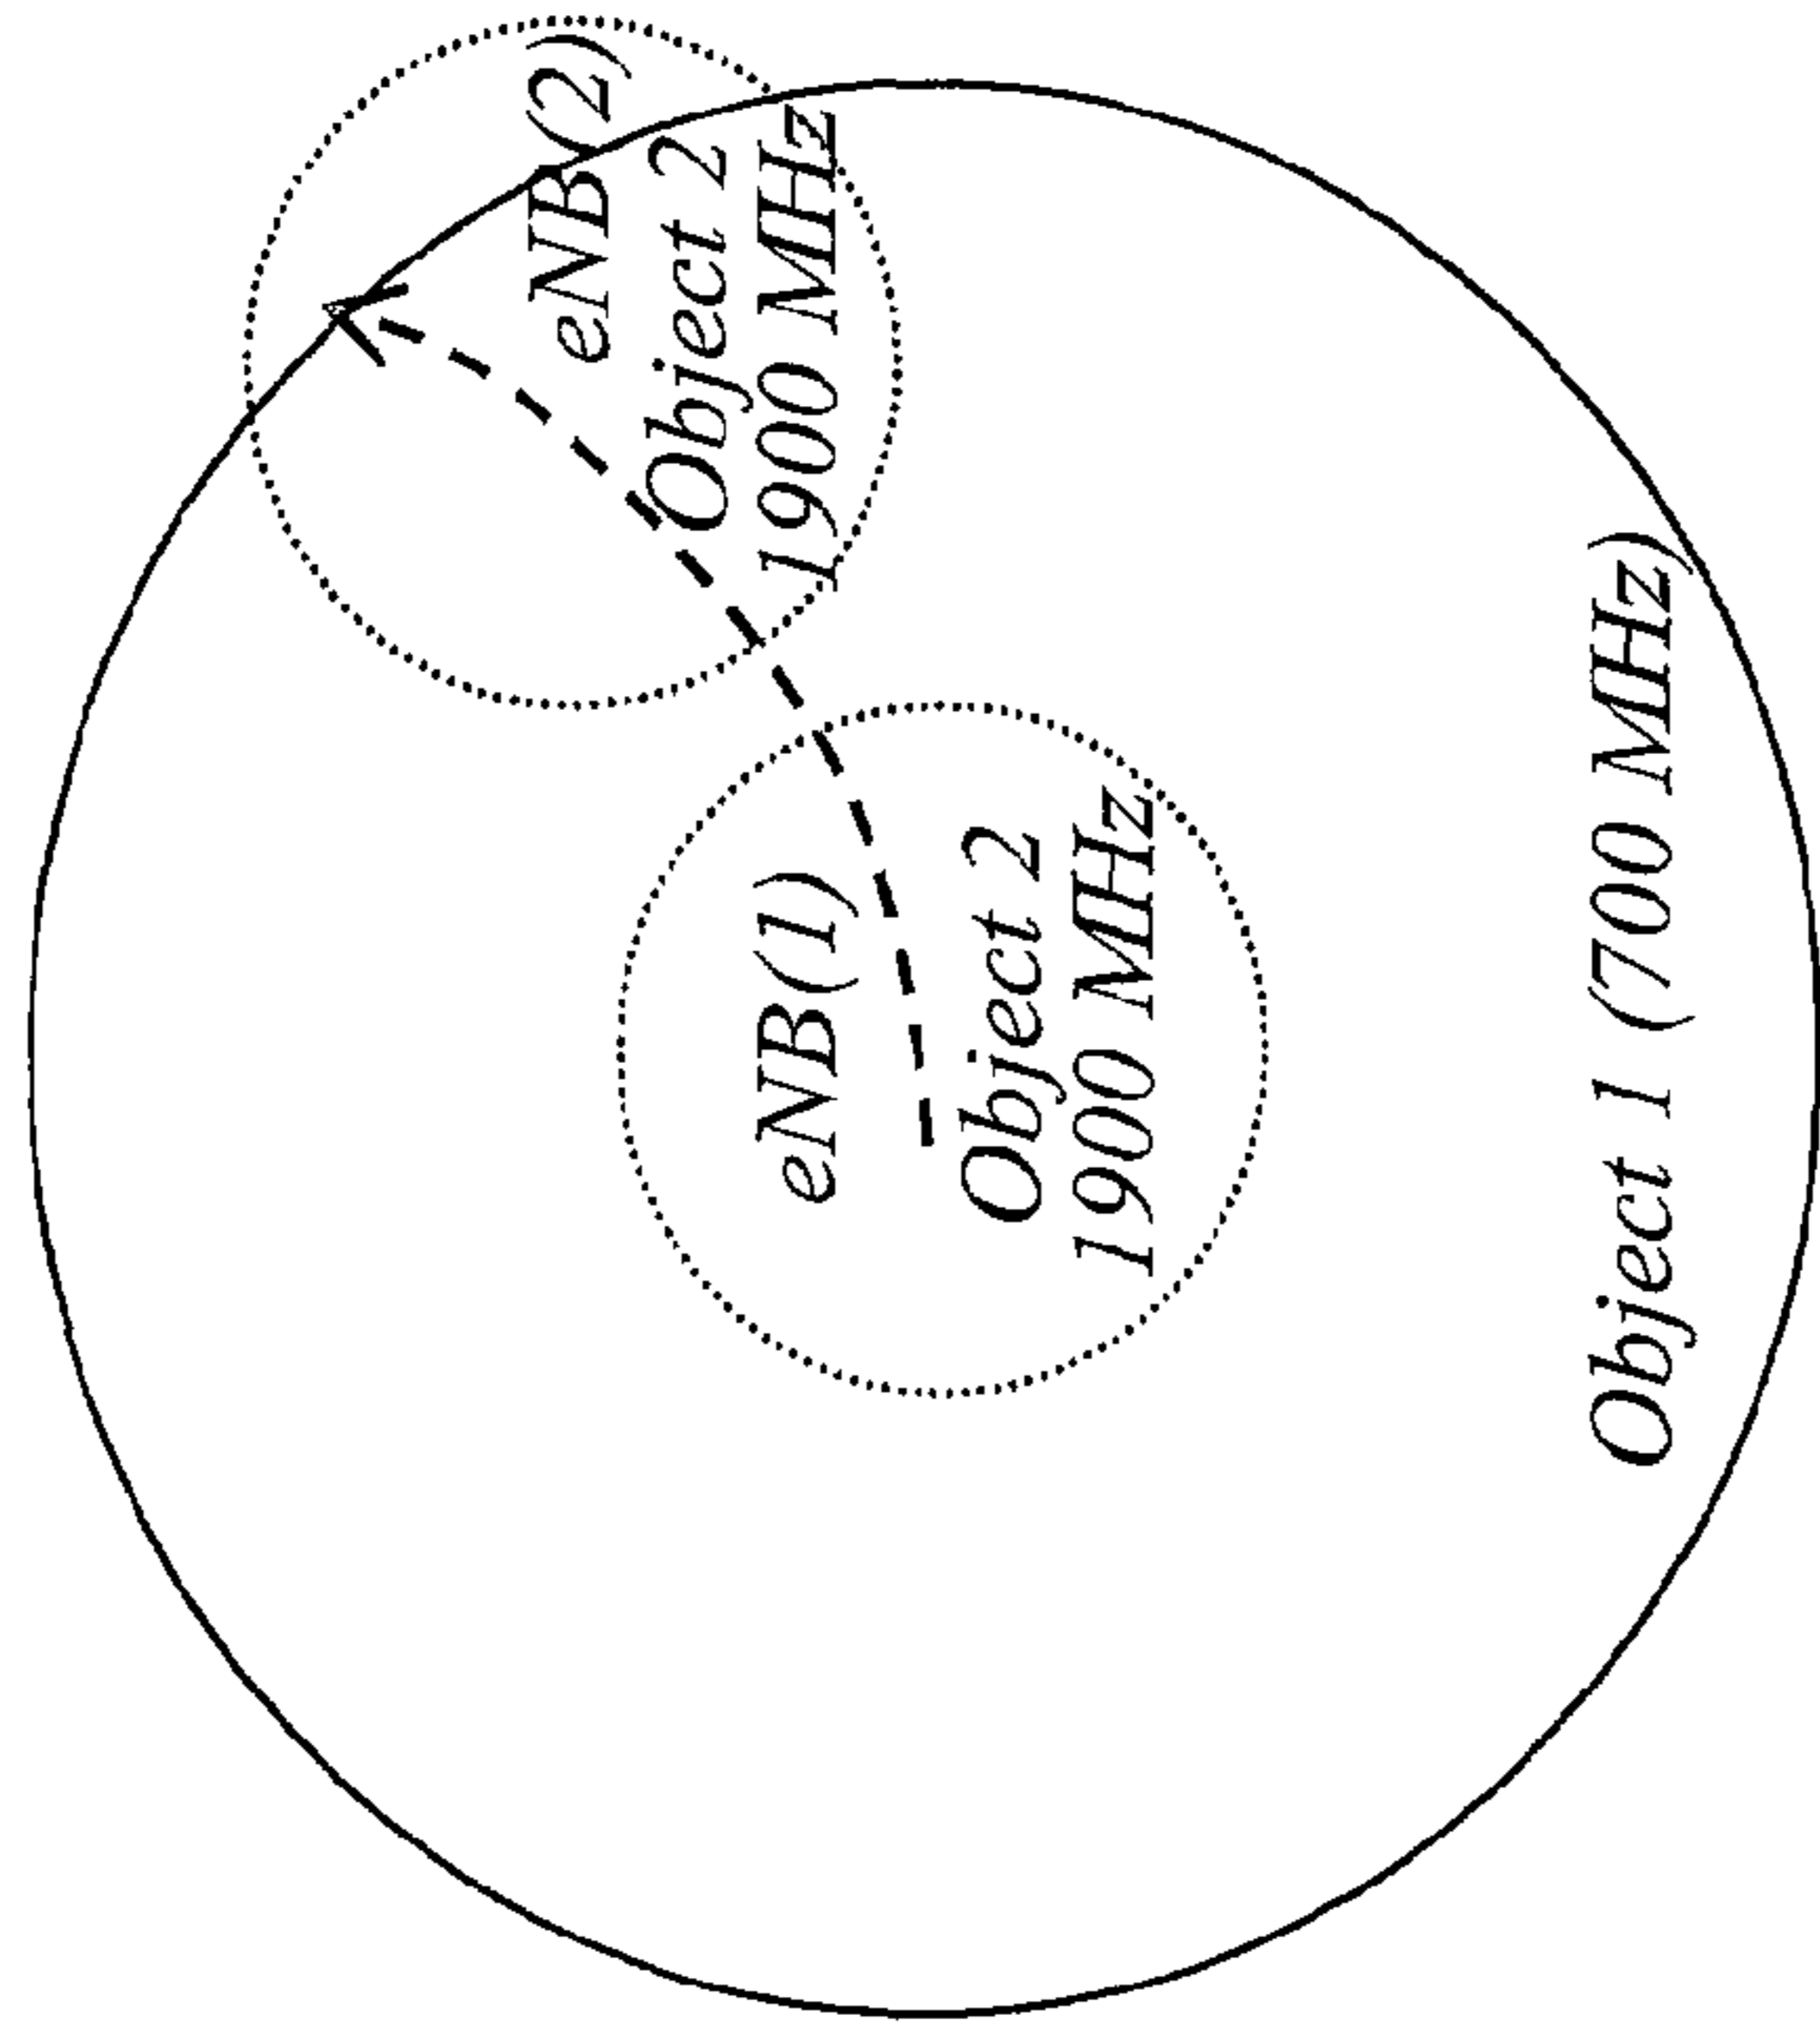 eNB(2)
Object 2
1900 MHz
eNB(1)
Object 2
1900 MHz
Object 1 (700 MHz)